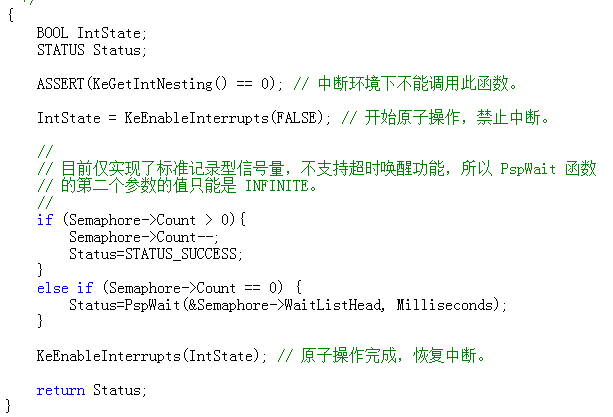 */
{
BOOL IntState;
STATUS Status;
ASSERT(KeGetIntNesting() == 0); // 中断环境下不能调用此函数。
IntState = KeEnableInterrupts(FALSE); // 开始原子操作，禁止中断。
//
// 目前仅实现了标准记录型信号量，不支持超时唤醒功能，所以 PspWait 函数
// 的第二个参数的值只能是 INFINITE。
//
if (Semaphore->Count > 0){
Semaphore->Count--;
Status=STATUS_SUCCESS;
}
else if (Semaphore->Count == 0) {
Status=PspWait(&Semaphore->WaitListHead, Milliseconds);
}
KeEnableInterrupts(IntState); // 原子操作完成，恢复中断。
return Status;
}